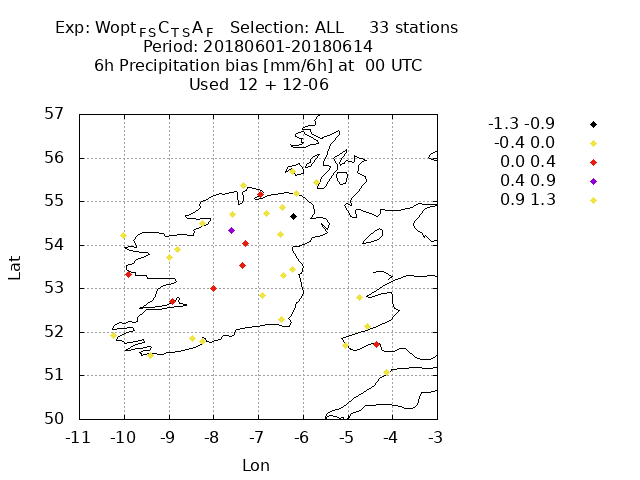 Exp: Wopt FS C TS A F Selection: ALL 33 stations
Period: 20180601-20180614
6h Precipitation bias [mm/6h] at 00 UTC
Used 12 + 12-06
-1.3 -0.9
-0.4 0.0
0.0 0.4
0.4 0.9
0.9 1.3
57
56
55
54
53
52
51
50
Lat
-11 -10 -9 -8 -7 -6 -5 -4 -3
Lon